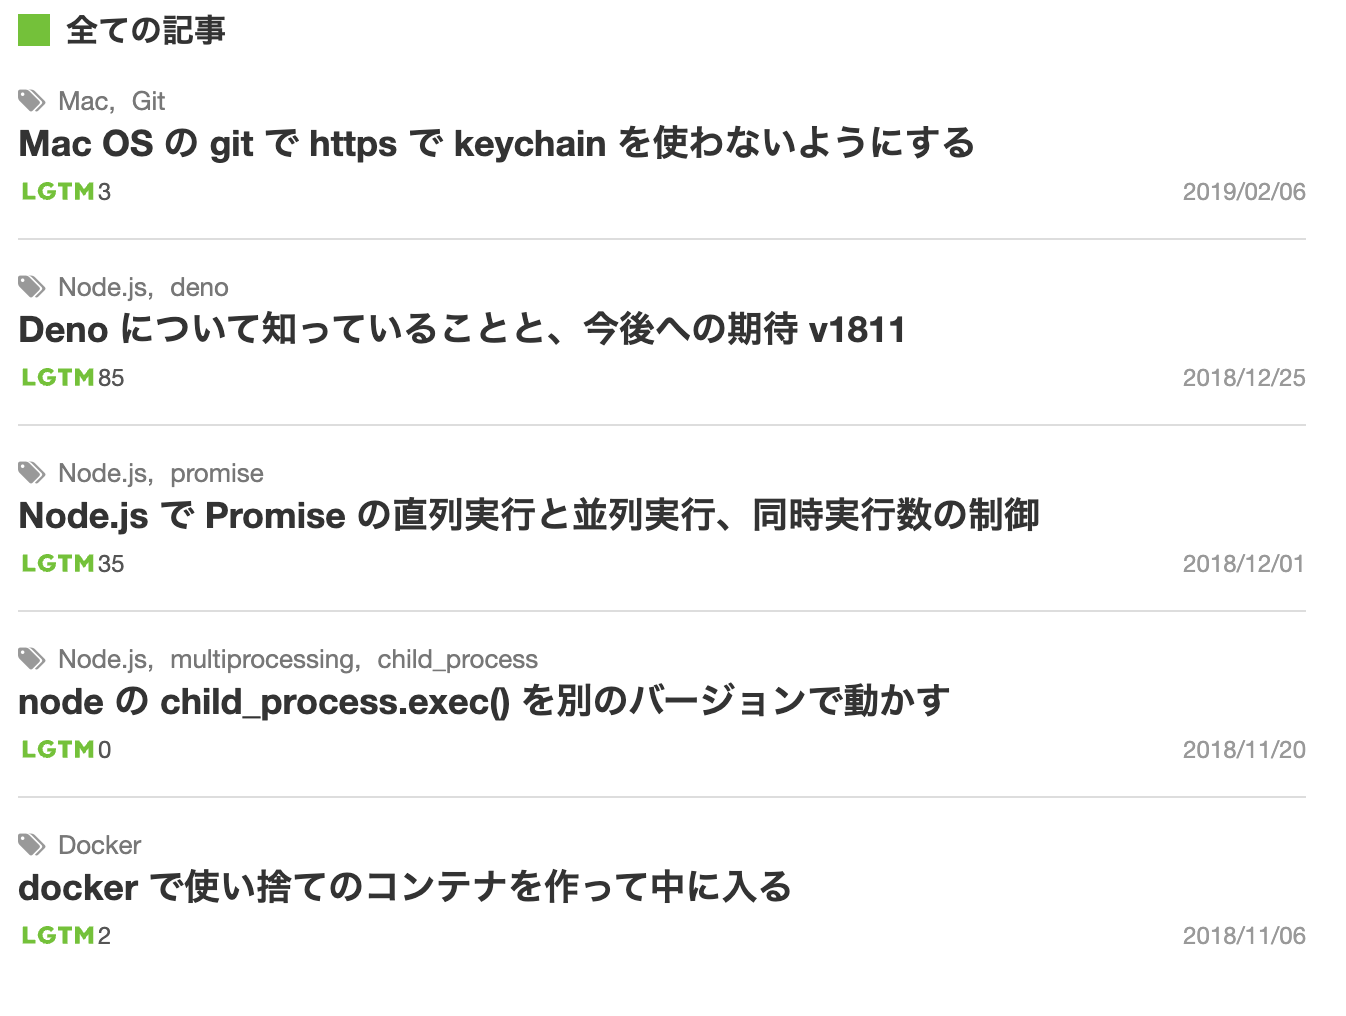 全ての記事
Mac, Git
Mac OS の git で https で keychain を使わないようにする
LGTM3
2019/02/06
Node.js, deno
Deno について知っていることと、今後への期待 v1811
LGTM85
2018/12/25
Node.js, promise
Node.js で Promise の直列実行と並列実行、同時実行数の制御
LGTM35
2018/12/01
Node.js, multiprocessing, child_process
node の child_process.exec() を別のバージョンで動かす
LGTM0
2018/11/20
Docker
docker で使い捨てのコンテナを作って中に入る
LGTM2
2018/11/06